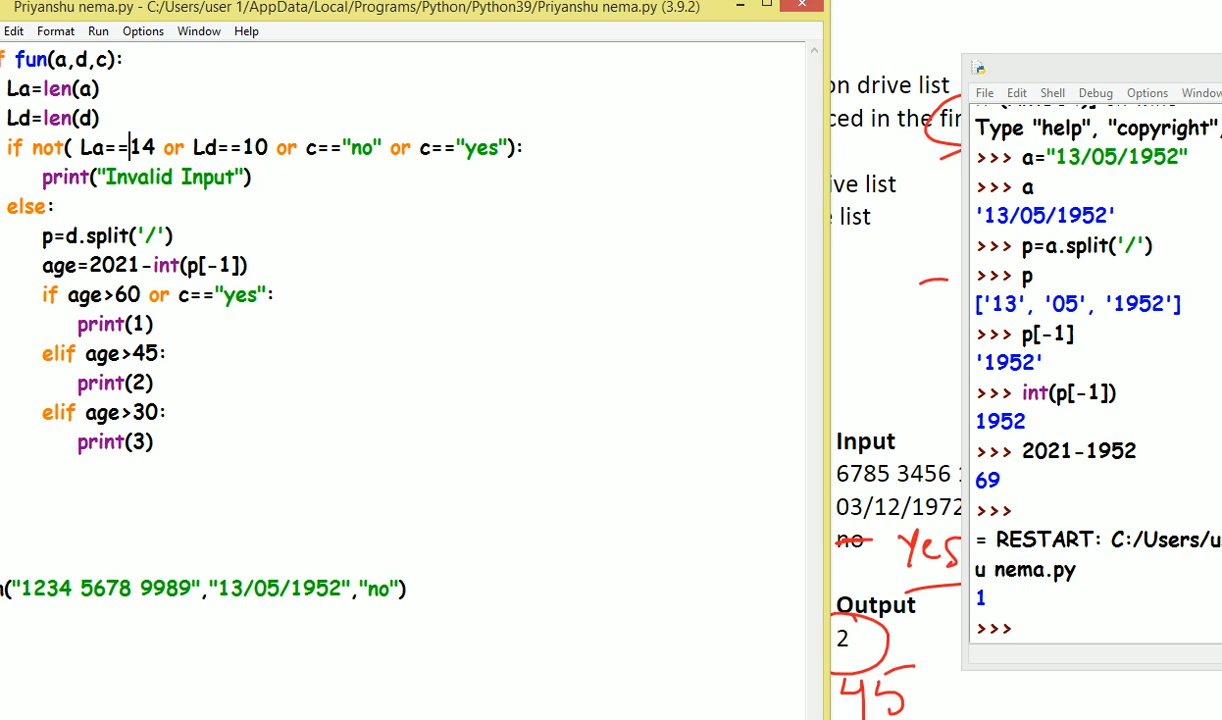 Priyanshu nema.py - C:/Users/user 1/AppData/Local/Programs/Python/Python39/Priyanshu nema.py (3.9.2)
Edit Format Run Options Window Help
fun(a,d,c):
La=len(a)
Ld=len(d)
if not( La==14 or Ld==10 or c=="no" or c=="yes"):
print("Invalid Input")
else:
p=d.split('/')
age=2021-int(p[-1])
if age>60 or c=="yes":
print(1)
elif age>45:
print(2)
elif age>30:
print(3)
("1234 5678 9989","13/05/1952","no")
on drive list
ced in the fir
ive list
list
Input
6785 3456
03/12/1972
no yes
Output
2
45
File Edit Shell Debug Options Window
Type "help", "copyright",
>>> a="13/05/1952"
>>> a
'13/05/1952'
>>> p=a.split('/')
>>> p
['13', '05', '1952']
>>> p[-1]
'1952'
>>> int(p[-1])
1952
>>> 2021-1952
69
>>>
= RESTART: C:/Users/u
u nema.py
1
>>>